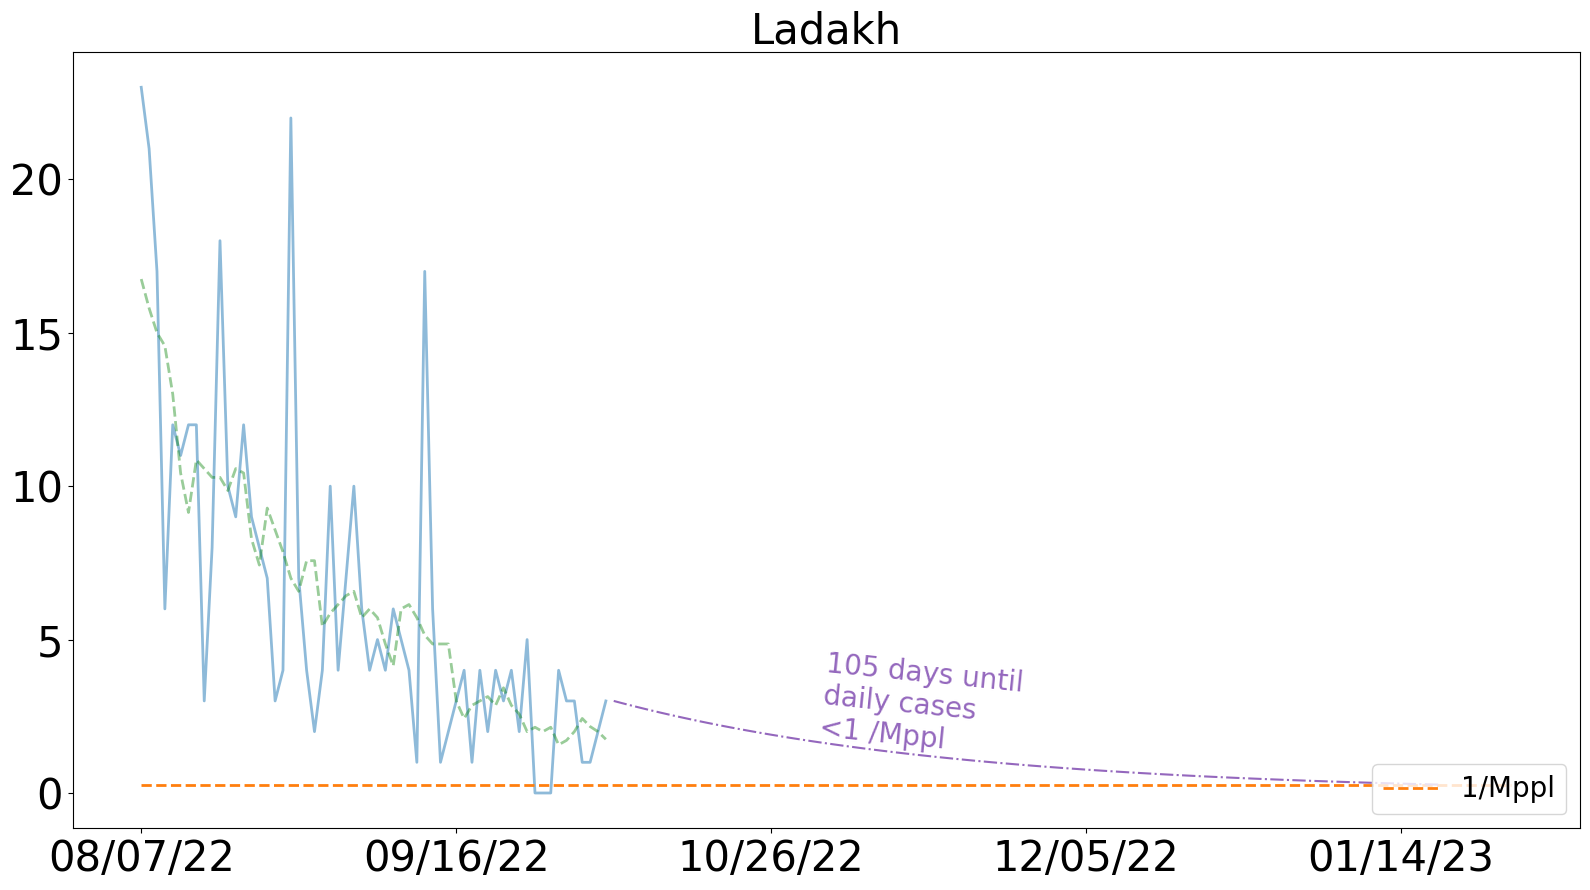 Ladakh
20
15
10
5
0
105 days until
daily cases
<1 /Mppl
1/Mppl
08/07/22 09/16/22 10/26/22 12/05/22 01/14/23